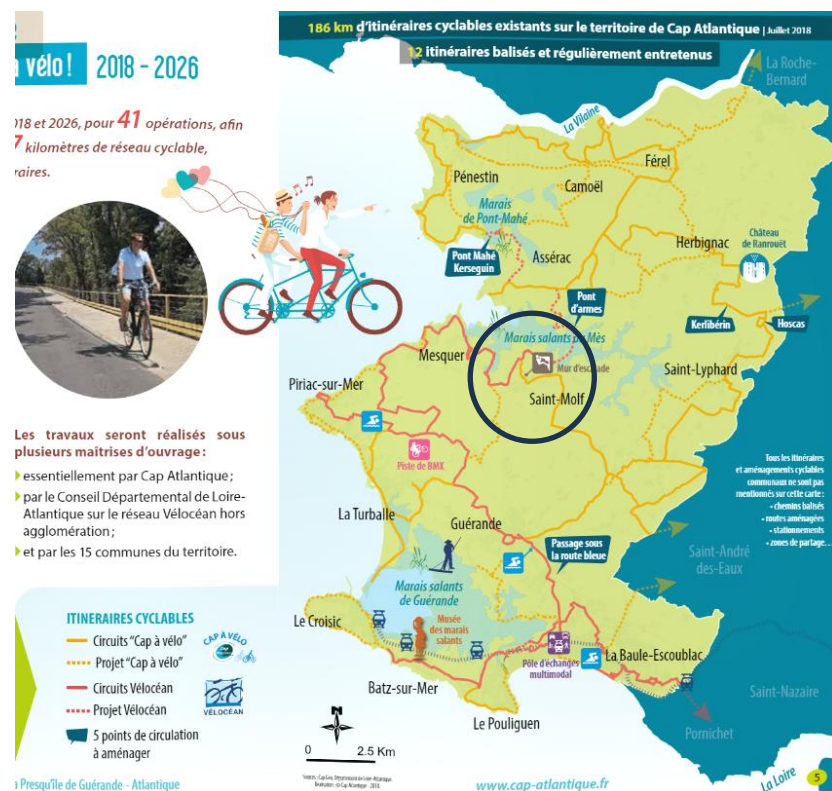 à vélo ! 2018 - 2026
018 et 2026, pour 41 opérations, afin
7 kilomètres de réseau cyclable,
raires.
Les travaux seront réalisés sous
plusieurs maîtrises d'ouvrage :
essentiellement par Cap Atlantique ;
par le Conseil Départemental de Loire-
Atlantique sur le réseau Vélocéan hors
agglomération ;
et par les 15 communes du territoire.
ITINERAIRES CYCLABLES
Circuits "Cap à vélo"
Projet "Cap à vélo"
Circuits Vélocéan
Projet Vélocéan
5 points de circulation
à aménager
CAP À VÉLO
VÉLOCÉAN
a Presqu'île de Guérande - Atlantique
186 km d'itinéraires cyclables existants sur le territoire de Cap Atlantique | Juillet 2018
12 itinéraires balisés et régulièrement entretenus
La Roche-
Bernard
La Vilaine
Férel
Pénestin
Camoël
Marais
de Pont-Mahé
Herbignac
Château
de Ranrouët
Pont Mahé
Kerseguin
Assérac
Pont
d'armes
Kerlibérin
Hoscas
Marais salants du Mès
Mesquer
Mur d'escalade
Saint-Lyphard
Piriac-sur-Mer
Saint-Molf
Piste de BMX
Tous les itinéraires
et aménagements cyclables
communaux ne sont pas
mentionnés sur cette carte :
• chemins balisés
• routes aménagées
• stationnements
• zones de partage...
La Turballe
Guérande
Passage sous
la route bleue
Saint-André
des-Eaux
Marais salants
de Guérande
Le Croisic
Musée
des marais
salants
La Baule-Escoublac
Pôle d'échanges
multimodal
Batz-sur-Mer
Saint-Nazaire
Le Pouliguen
Pornichet
N
0 2.5 Km
www.cap-atlantique.fr
La Loire
5